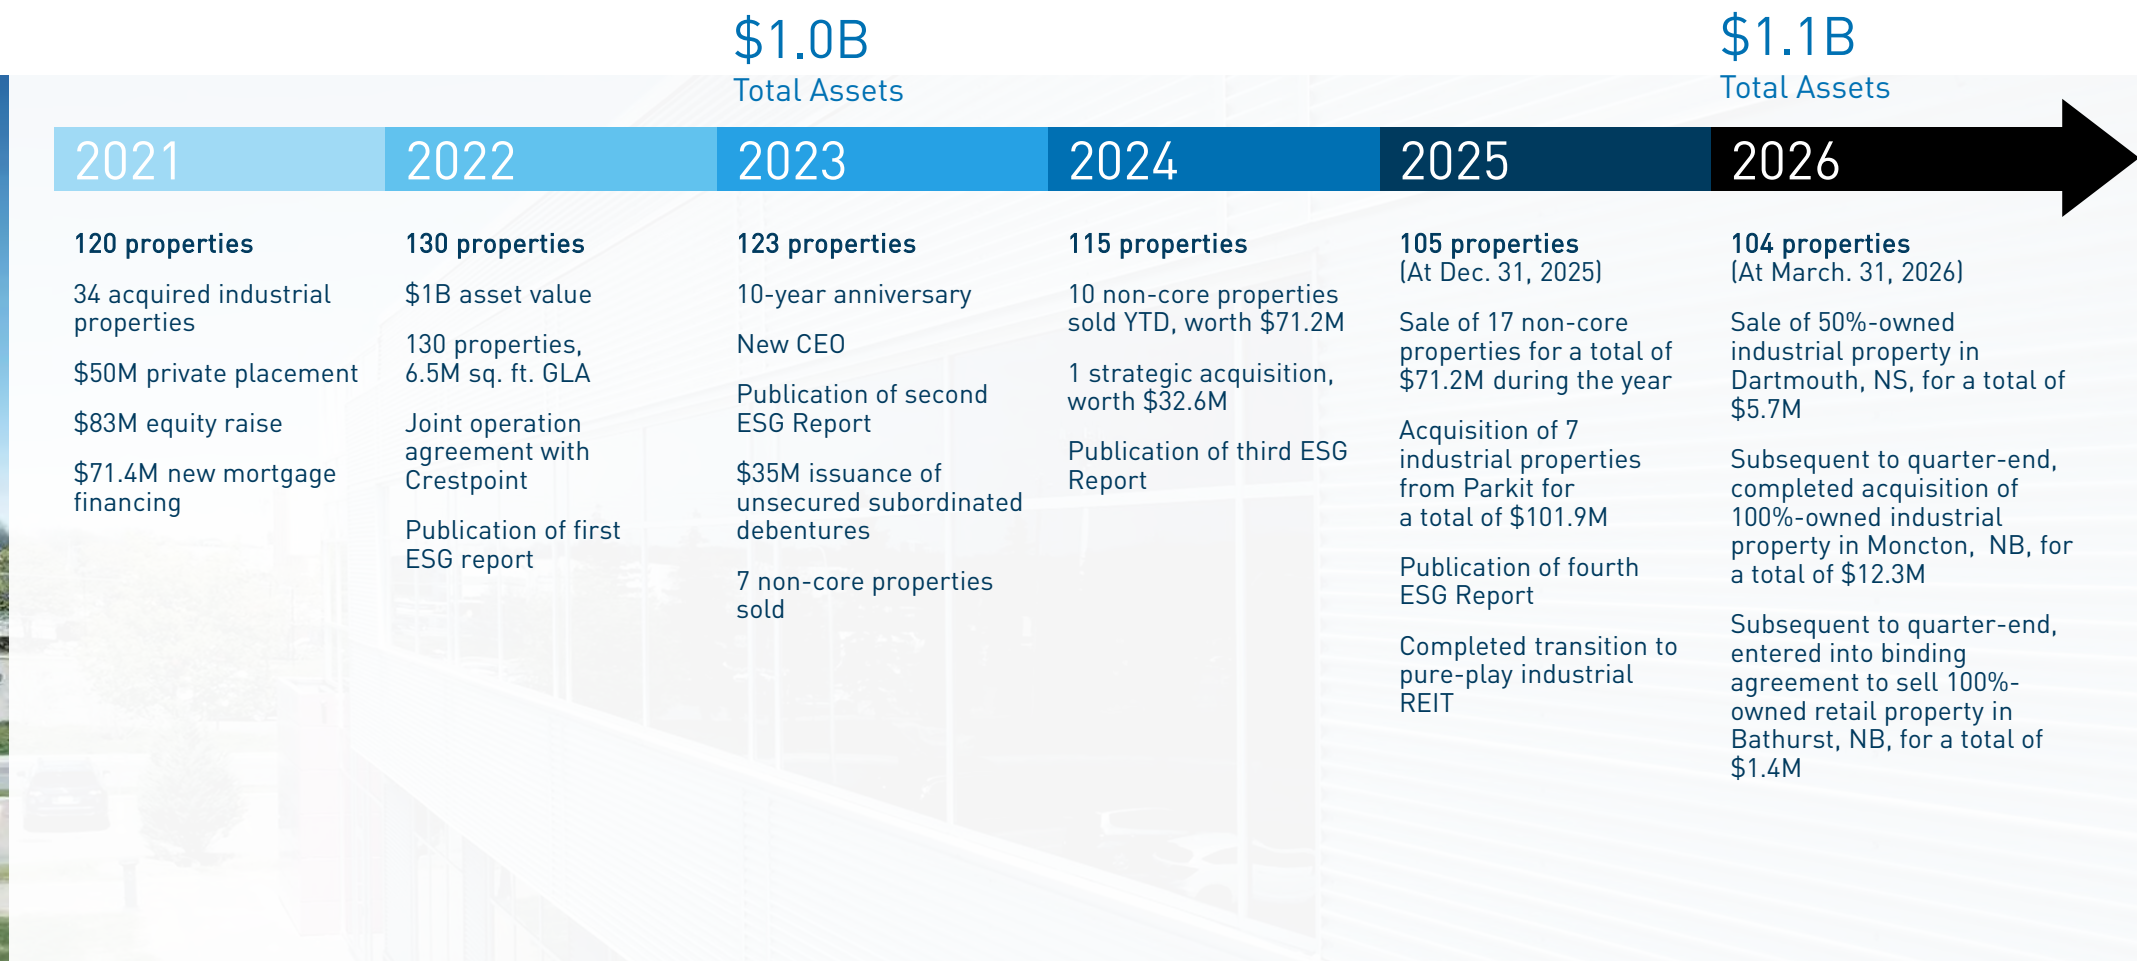 $1.0B
Total Assets
$1.1B
Total Assets
2021
2022
2023
2024
2025
2026
120 properties
34 acquired industrial
properties
$50M private placement
$83M equity raise
$71.4M new mortgage
financing
130 properties
$1B asset value
130 properties,
6.5M sq. ft. GLA
Joint operation
agreement with
Crestpoint
Publication of first
ESG report
123 properties
10-year anniversary
New CEO
Publication of second
ESG Report
$35M issuance of
unsecured subordinated
debentures
7 non-core properties
sold
115 properties
10 non-core properties
sold YTD, worth $71.2M
1 strategic acquisition,
worth $32.6M
Publication of third ESG
Report
105 properties
(At Dec. 31, 2025)
Sale of 17 non-core
properties for a total of
$71.2M during the year
Acquisition of 7
industrial properties
from Parkit for
a total of $101.9M
Publication of fourth
ESG Report
Completed transition to
pure-play industrial
REIT
104 properties
(At March. 31, 2026)
Sale of 50%-owned
industrial property in
Dartmouth, NS, for a total of
$5.7M
Subsequent to quarter-end,
completed acquisition of
100%-owned industrial
property in Moncton,  NB, for
a total of $12.3M
Subsequent to quarter-end,
entered into binding
agreement to sell 100%-
owned retail property in
Bathurst, NB, for a total of
$1.4M